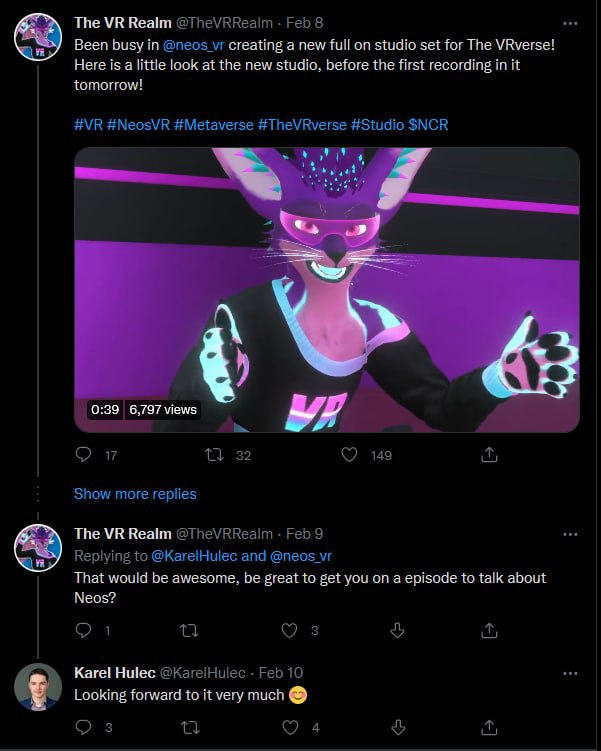 The VR Realm @TheVRRealm · Feb 8
Been busy in @neos_vr creating a new full on studio set for The VRverse!
Here is a little look at the new studio, before the first recording in it
tomorrow!
#VR #NeosVR #Metaverse #TheVRverse #Studio $NCR
VR
0:39 6,797 views
17 32 149
Show more replies
The VR Realm @TheVRRealm · Feb 9
Replying to @KarelHulec and @neos_vr
That would be awesome, be great to get you on a episode to talk about
Neos?
1 3
Karel Hulec @KarelHulec · Feb 10
Looking forward to it very much 😊
3 4